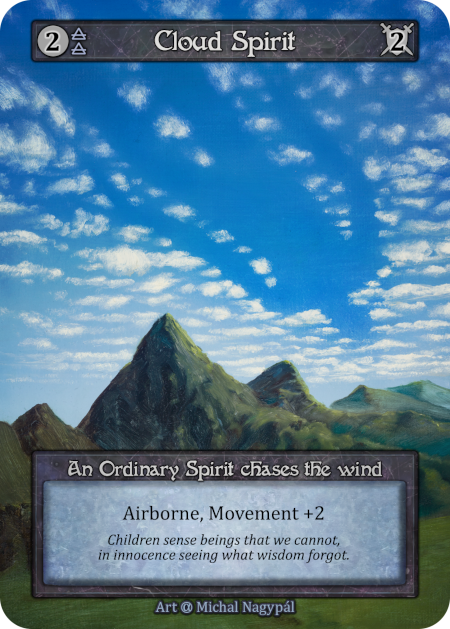 2 Cloud Spirit 2
An Ordinary Spirit chases the wind
Airborne, Movement +2
Children sense beings that we cannot,
in innocence seeing what wisdom forgot.
Art @ Michal Nagypál